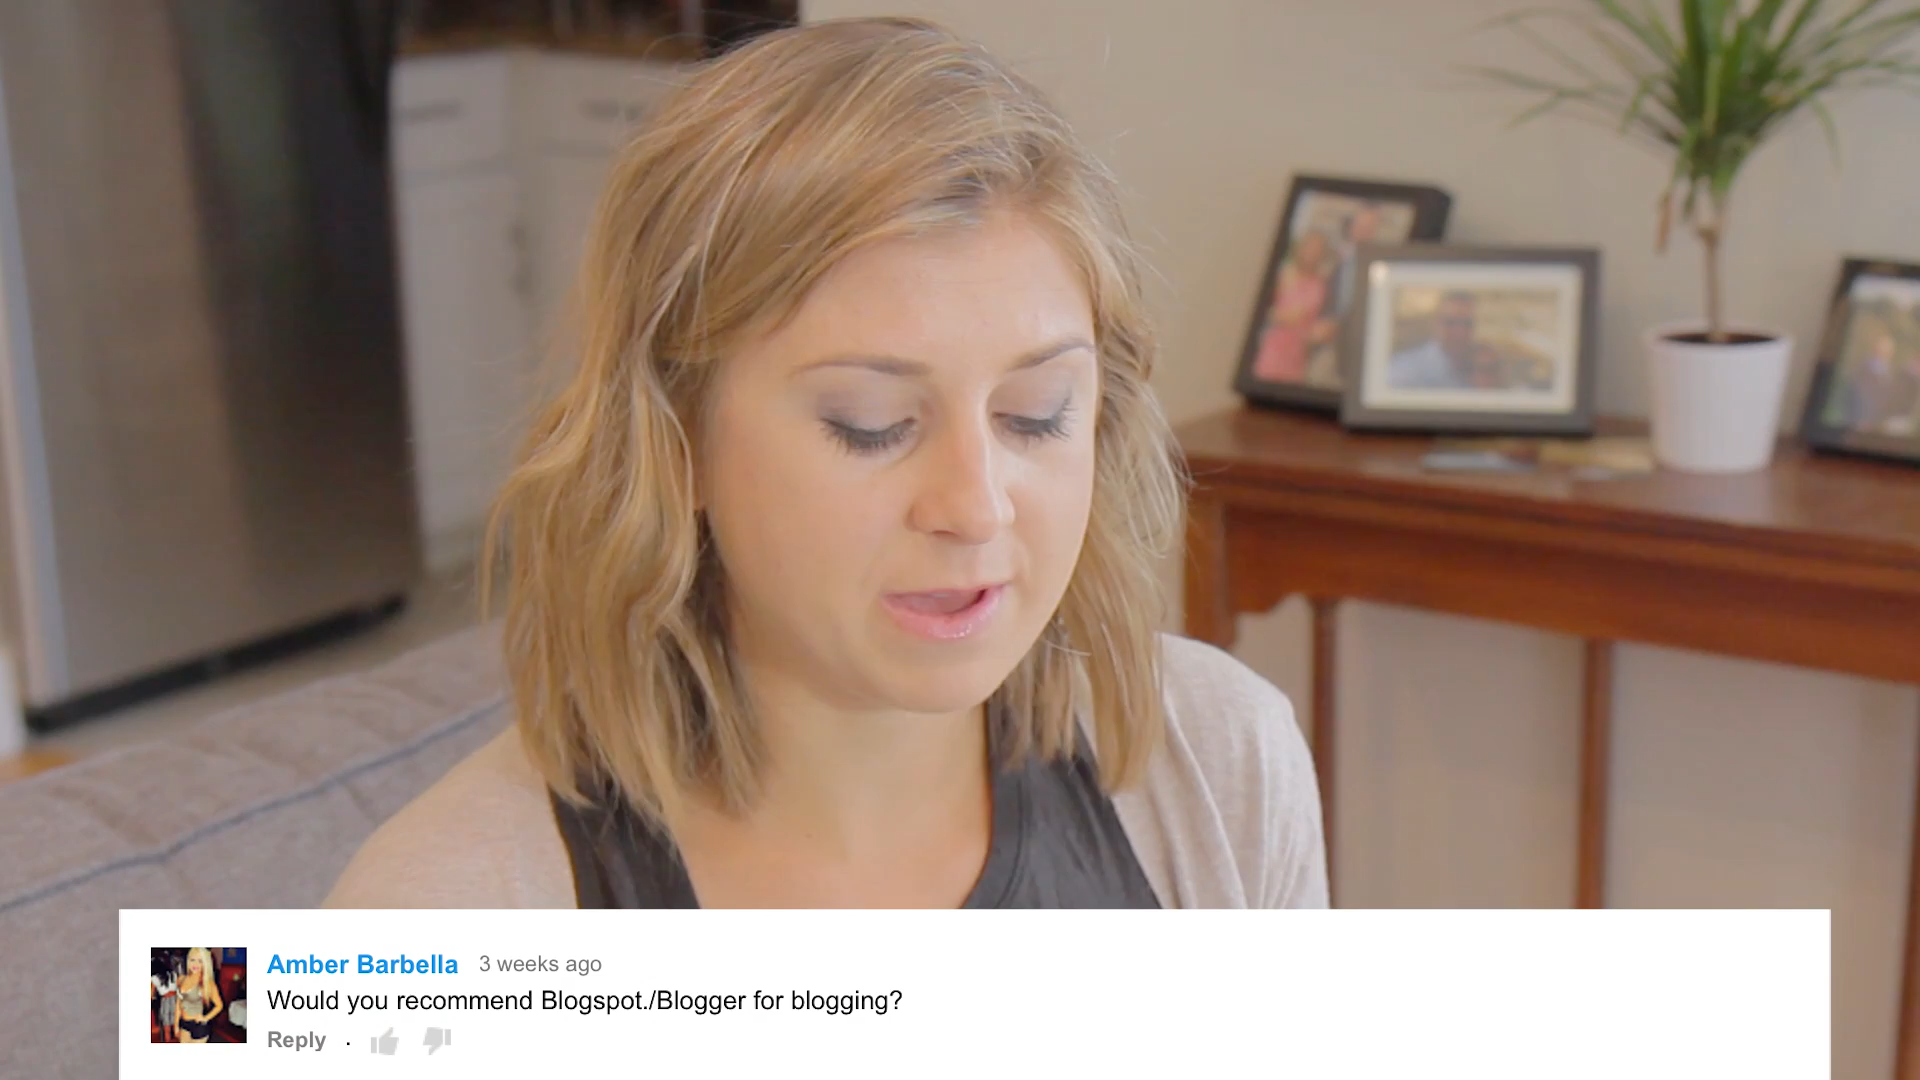 Amber Barbella 3 weeks ago
Would you recommend Blogspot./Blogger for blogging?
Reply .